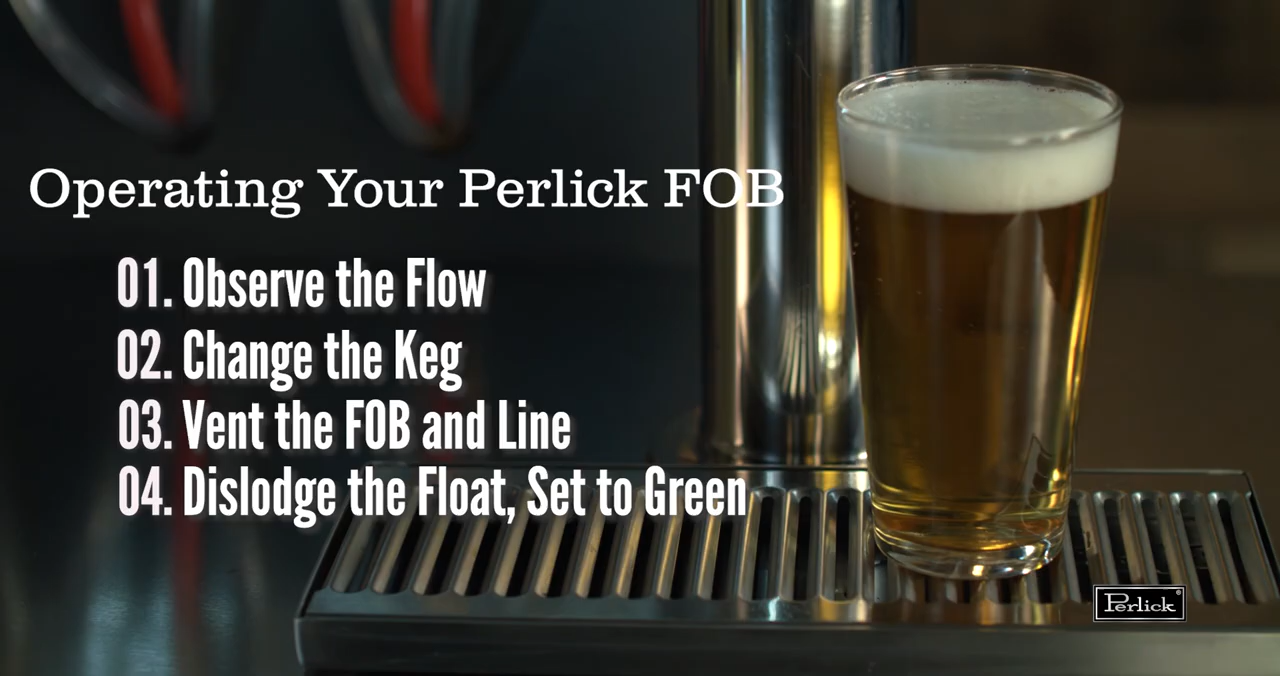 Operating Your Perlick FOB
01. Observe the Flow
02. Change the Keg
03. Vent the FOB and Line
04. Dislodge the Float, Set to Green
Perlick®